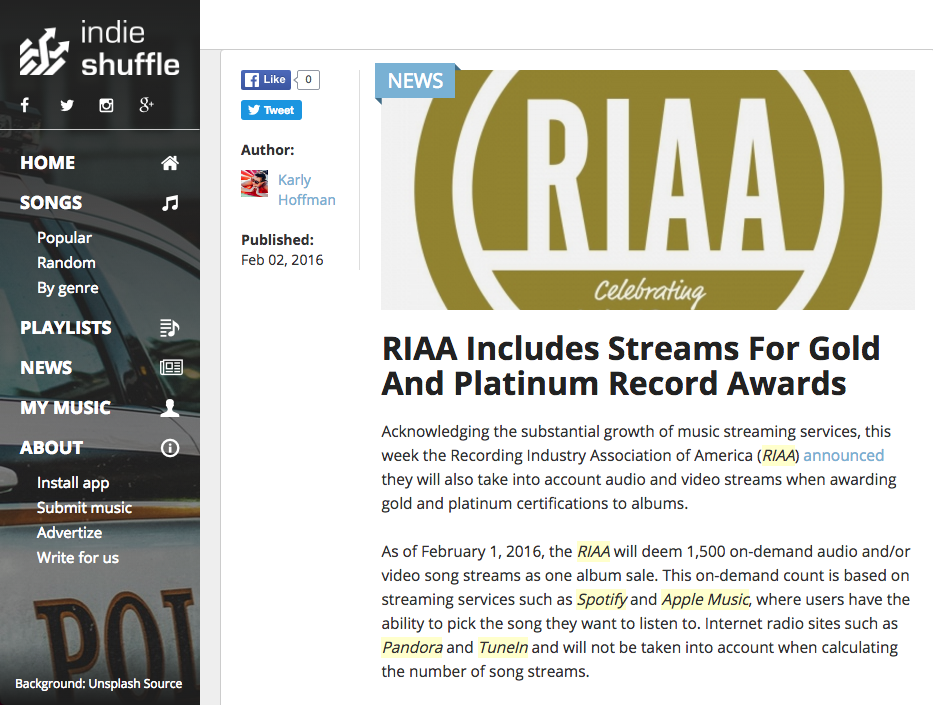 indie
shuffle
HOME
SONGS
Popular
Random
By genre
PLAYLISTS
NEWS
MY MUSIC
ABOUT
Install app
Submit music
Advertize
Write for us
POL
Background: Unsplash Source
Like 0
Tweet
Author:
Karly
Hoffman
Published:
Feb 02, 2016
NEWS
RIAA
Celebrating
RIAA Includes Streams For Gold
And Platinum Record Awards
Acknowledging the substantial growth of music streaming services, this
week the Recording Industry Association of America (RIAA) announced
they will also take into account audio and video streams when awarding
gold and platinum certifications to albums.
As of February 1, 2016, the RIAA will deem 1,500 on-demand audio and/or
video song streams as one album sale. This on-demand count is based on
streaming services such as Spotify and Apple Music, where users have the
ability to pick the song they want to listen to. Internet radio sites such as
Pandora and TuneIn and will not be taken into account when calculating
the number of song streams.